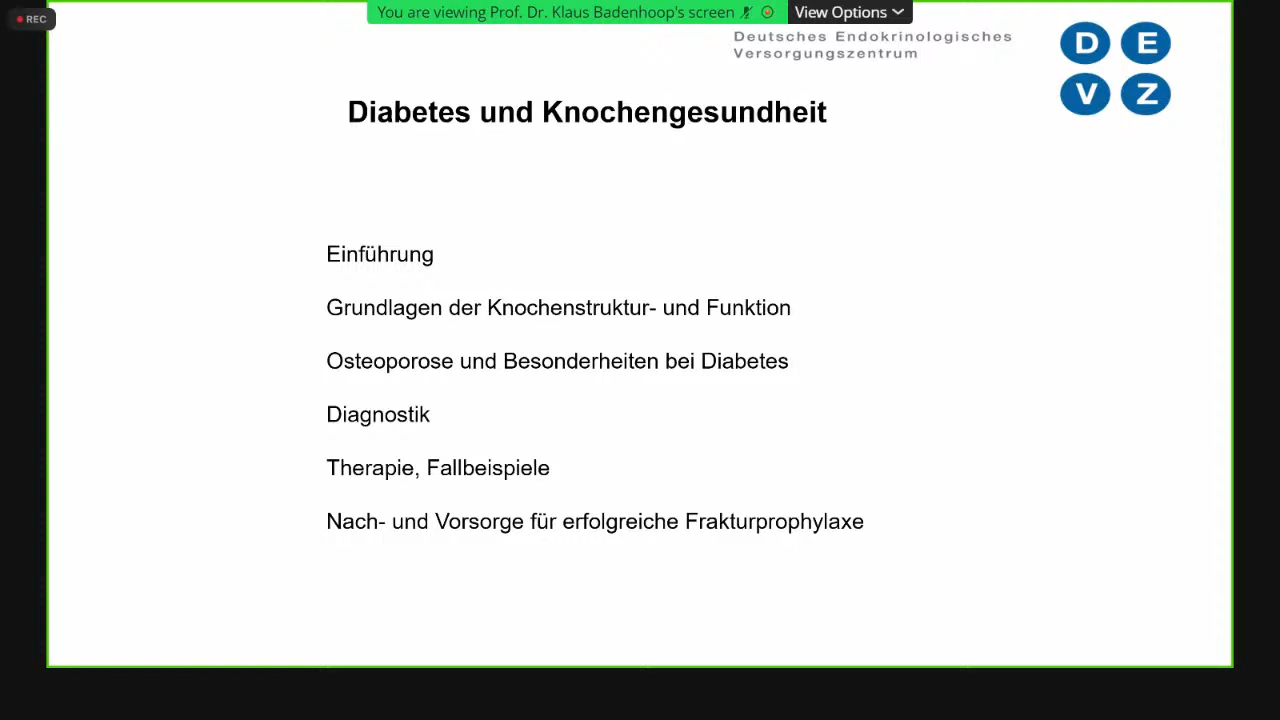 REC
You are viewing Prof. Dr. Klaus Badenhoop's screen
View Options
Deutsches Endokrinologisches
Versorgungszentrum
D E
V Z
Diabetes und Knochengesundheit
Einführung
Grundlagen der Knochenstruktur- und Funktion
Osteoporose und Besonderheiten bei Diabetes
Diagnostik
Therapie, Fallbeispiele
Nach- und Vorsorge für erfolgreiche Frakturprophylaxe